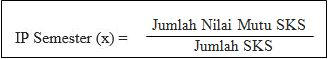 Jumlah Nilai Mutu SKS
IP Semester (x) =
Jumlah SKS